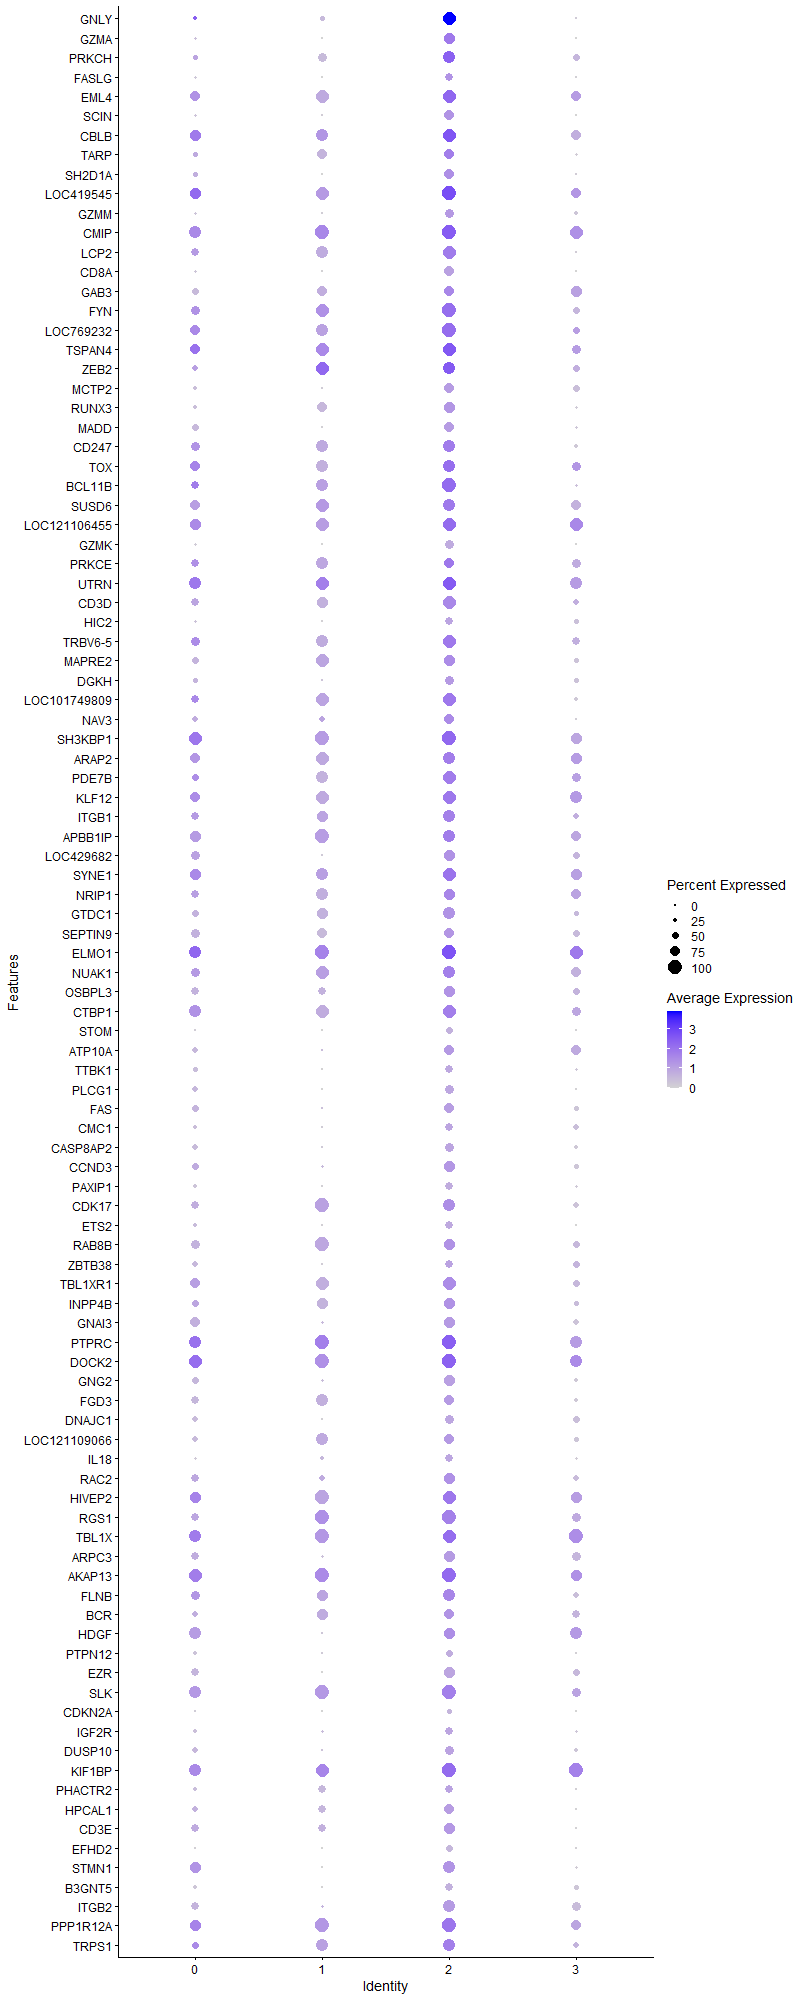 GNLY
GZMA
PRKCH
FASLG
EML4
SCIN
CBLB
TARP
SH2D1A
LOC419545
GZMM
CMIP
LCP2
CD8A
GAB3
FYN
LOC769232
TSPAN4
ZEB2
MCTP2
RUNX3
MADD
CD247
TOX
BCL11B
SUSD6
LOC121106455
GZMK
PRKCE
UTRN
CD3D
HIC2
TRBV6-5
MAPRE2
DGKH
LOC101749809
NAV3
SH3KBP1
ARAP2
PDE7B
KLF12
ITGB1
APBB1IP
LOC429682
SYNE1
NRIP1
GTDC1
SEPTIN9
ELMO1
NUAK1
OSBPL3
CTBP1
STOM
ATP10A
TTBK1
PLCG1
FAS
CMC1
CASP8AP2
CCND3
PAXIP1
CDK17
ETS2
RAB8B
ZBTB38
TBL1XR1
INPP4B
GNAI3
PTPRC
DOCK2
GNG2
FGD3
DNAJC1
LOC121109066
IL18
RAC2
HIVEP2
RGS1
TBL1X
ARPC3
AKAP13
FLNB
BCR
HDGF
PTPN12
EZR
SLK
CDKN2A
IGF2R
DUSP10
KIF1BP
PHACTR2
HPCAL1
CD3E
EFHD2
STMN1
B3GNT5
ITGB2
PPP1R12A
TRPS1
Features
0 1 2 3
Identity
Percent Expressed
0
25
50
75
100
Average Expression
3
2
1
0